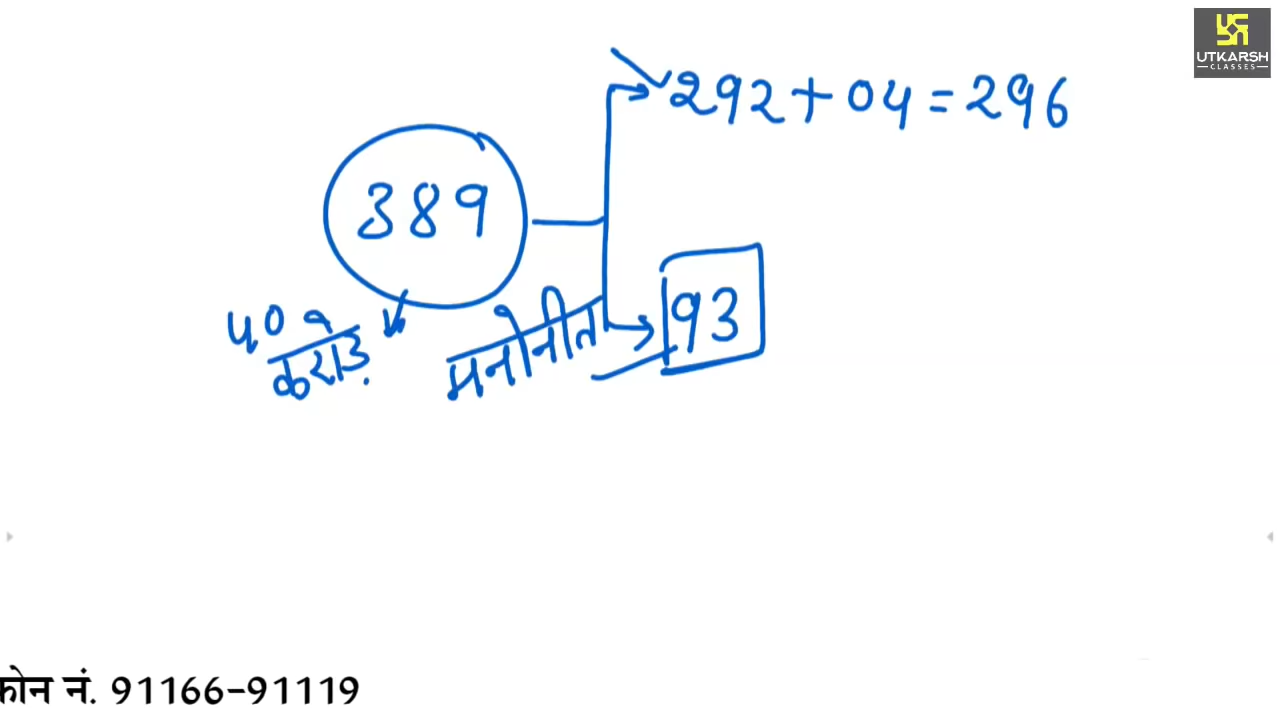 UTKARSH
CLASSES
292 + 04 = 296
389
93
मनोनीत
40
करोड़
फोन नं. 91166-91119